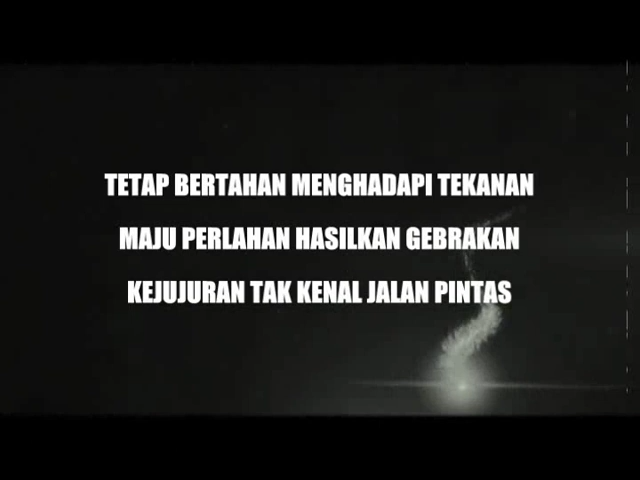 TETAP BERTAHAN MENGHADAPI TEKANAN
MAJU PERLAHAN HASILKAN GEBRAKAN
KEJUJURAN TAK KENAL JALAN PINTAS